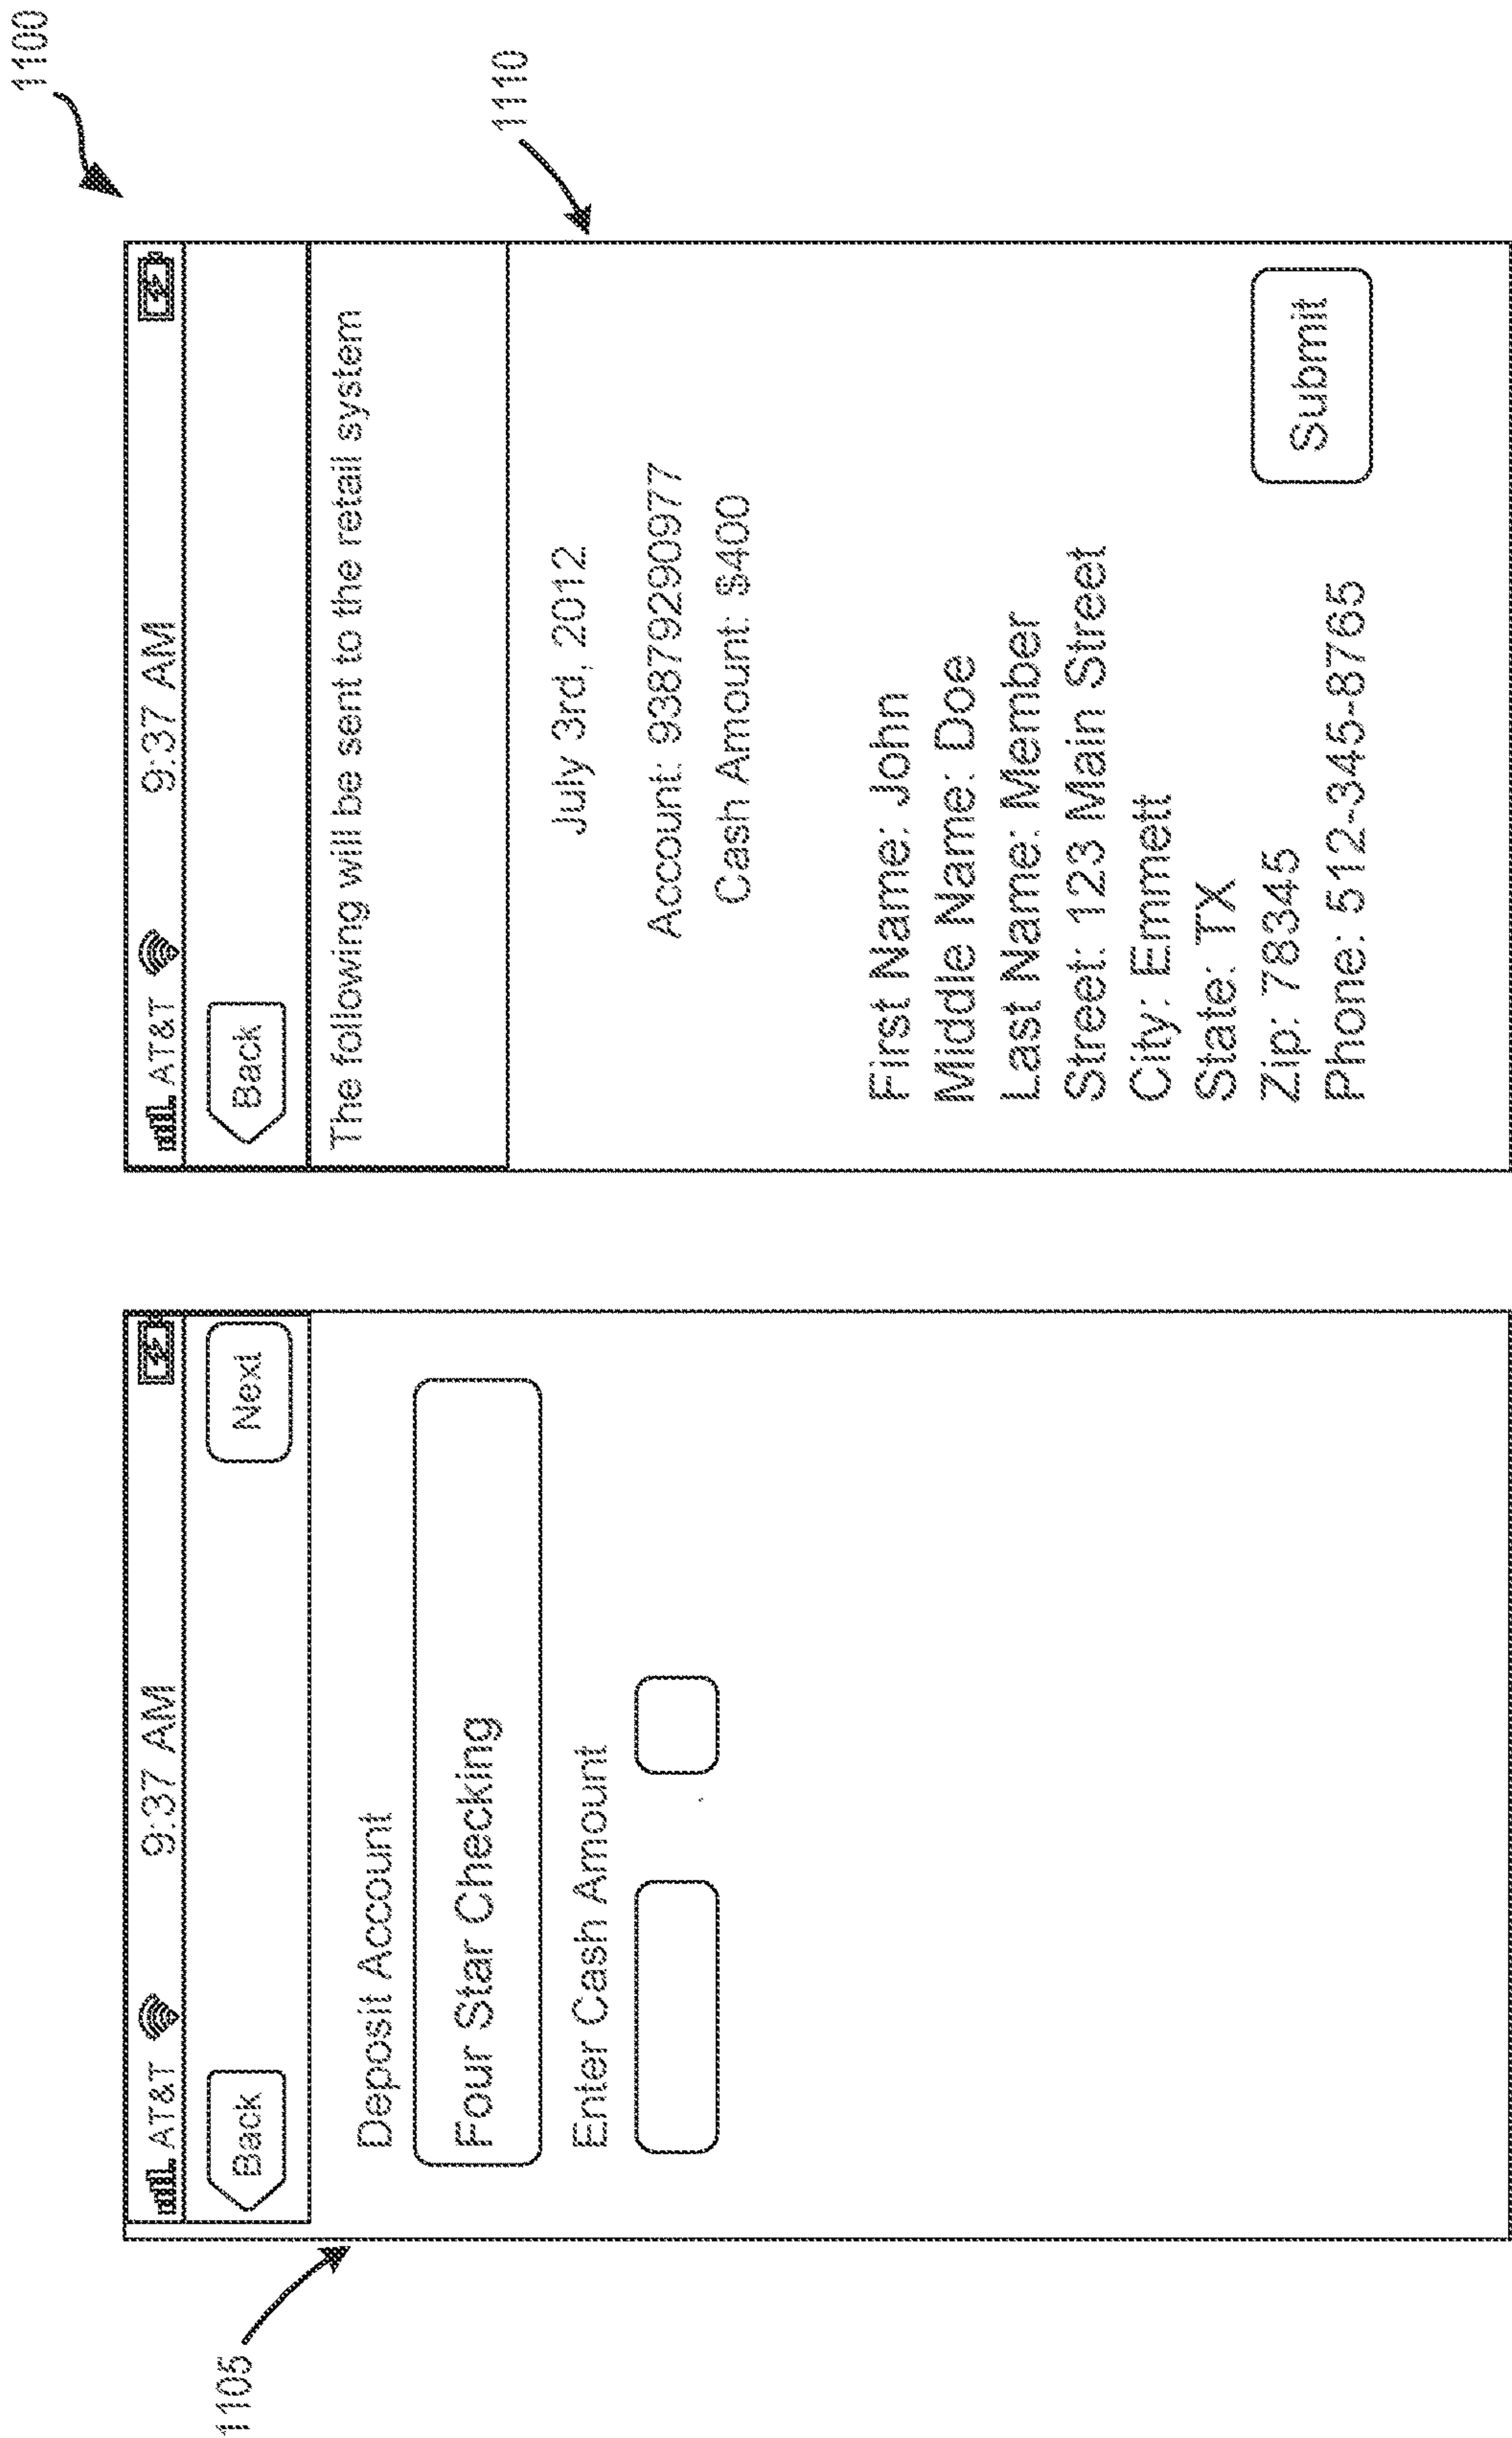 1100
1105
AT&T 9:37 AM
Back Next
Deposit Account
Four Star Checking
Enter Cash Amount
.
1110
AT&T 9:37 AM
Back
The following will be sent to the retail system
July 3rd, 2012
Account: 9387929097​7
Cash Amount: $400
First Name: John
Middle Name: Doe
Last Name: Member
Street: 123 Main Street
City: Emmett
State: TX
Zip: 78345
Phone: 512-345-8765
Submit